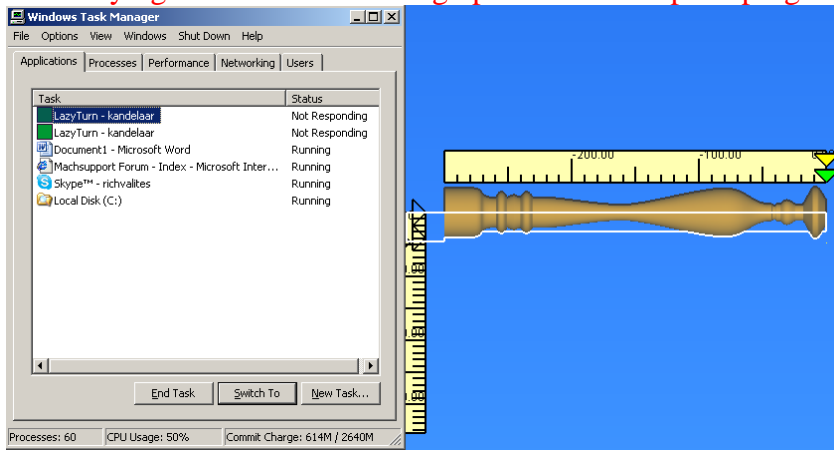 Windows Task Manager
File Options View Windows Shut Down Help
Applications Processes Performance Networking Users
Task Status
LazyTurn - kandelaar Not Responding
LazyTurn - kandelaar Not Responding
Document1 - Microsoft Word Running
Machsupport Forum - Index - Microsoft Inter... Running
Skype™ - richvalites Running
Local Disk (C:) Running
End Task Switch To New Task...
Processes: 60 CPU Usage: 50% Commit Charge: 614M / 2640M
-200.00 -100.00